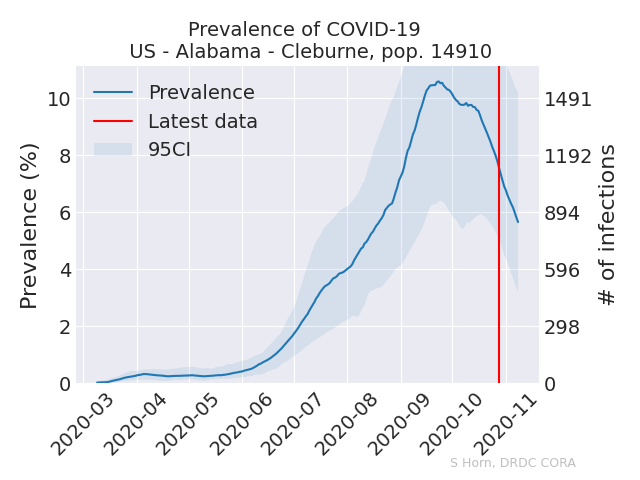 Prevalence of COVID-19
US - Alabama - Cleburne, pop. 14910
Prevalence
Latest data
95CI
Prevalence (%)
10
8
6
4
2
0
1491
1192
894
596
298
0
# of infections
2020-03
2020-04
2020-05
2020-06
2020-07
2020-08
2020-09
2020-10
2020-11
S Horn, DRDC CORA